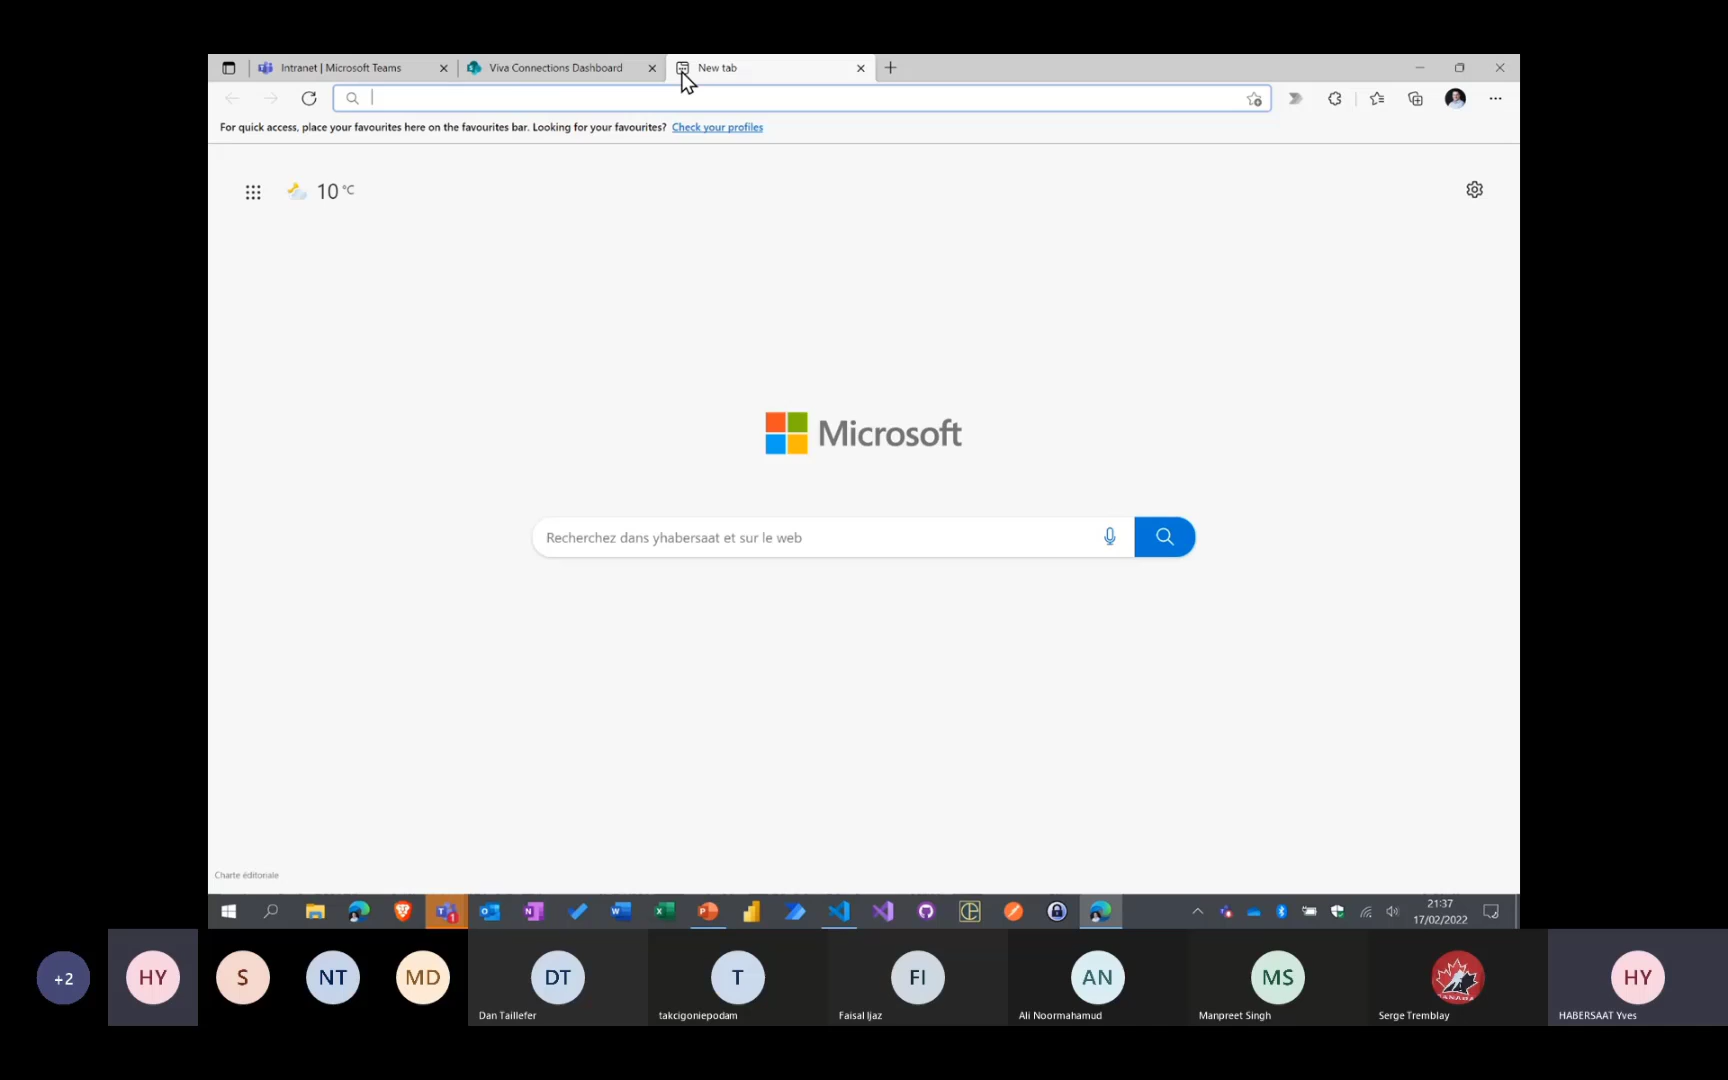 Intranet | Microsoft Teams
Viva Connections Dashboard
New tab
For quick access, place your favourites here on the favourites bar. Looking for your favourites? Check your profiles
10 °C
Microsoft
Recherchez dans yhabersaat et sur le web
Charte éditoriale
21:37
17/02/2022
+2
HY
S
NT
MD
DT
T
FI
AN
MS
CANADA
HY
Dan Taillefer
takcigoniepodam
Faisal Ijaz
Ali Noormahamud
Manpreet Singh
Serge Tremblay
HABERSAAT Yves